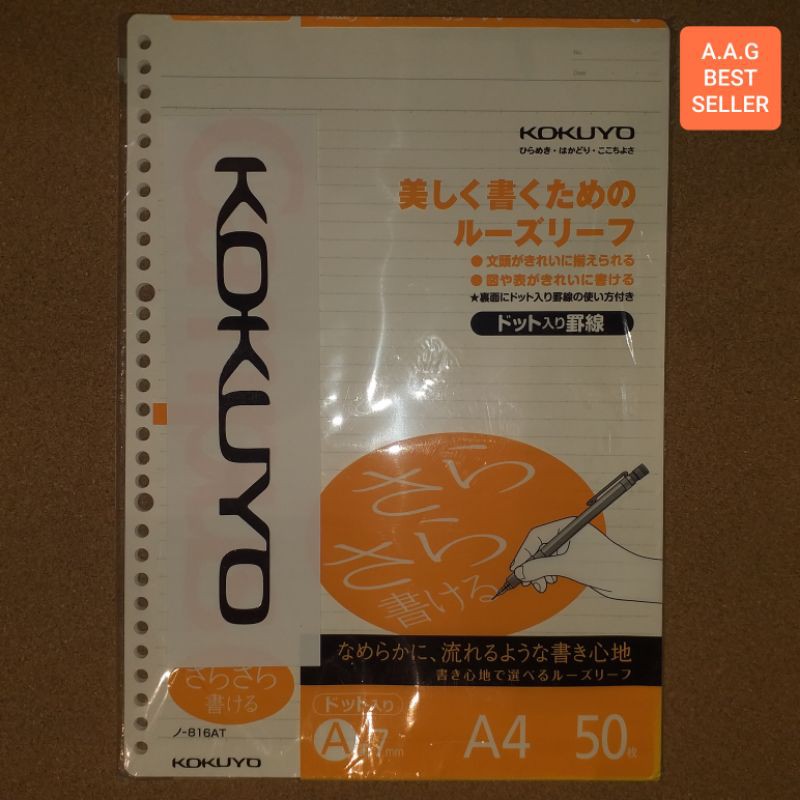 A.A.G
BEST
SELLER
No.
Date
KOKUYO
ひらめき・はかどり・ここちよさ
美しく書くための
ルーズリーフ
●文頭がきれいに揃えられる
●図や表がきれいに書ける
★裏面にドット入り罫線の使い方付き
ドット入り罫線
KOKUYO
さら
さら
書ける
なめらかに、流れるような書き心地
書き心地で選べるルーズリーフ
さらさら
書ける
ドット入り
A 7mm A4 50枚
ノ-816AT
KOKUYO